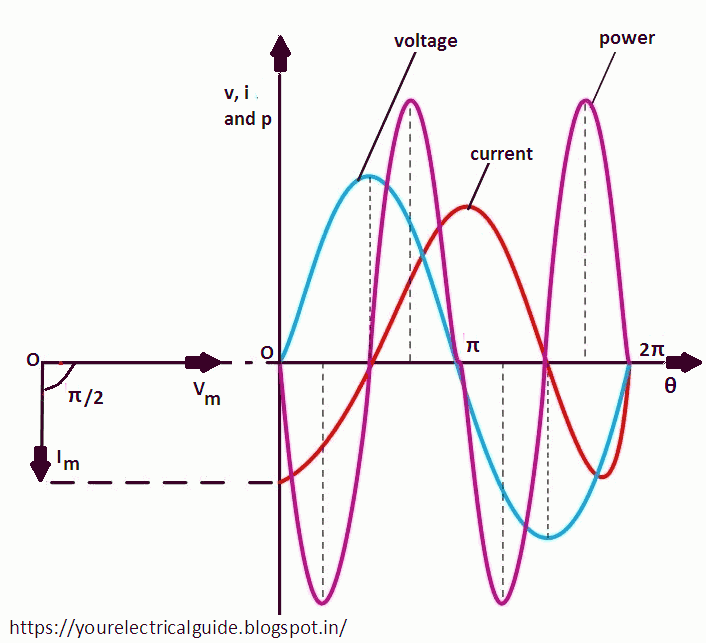 voltage
power
v, i
and p
current
O
O
π
2π
θ
π/2
Vm
Im
https://yourelectricalguide.blogspot.in/